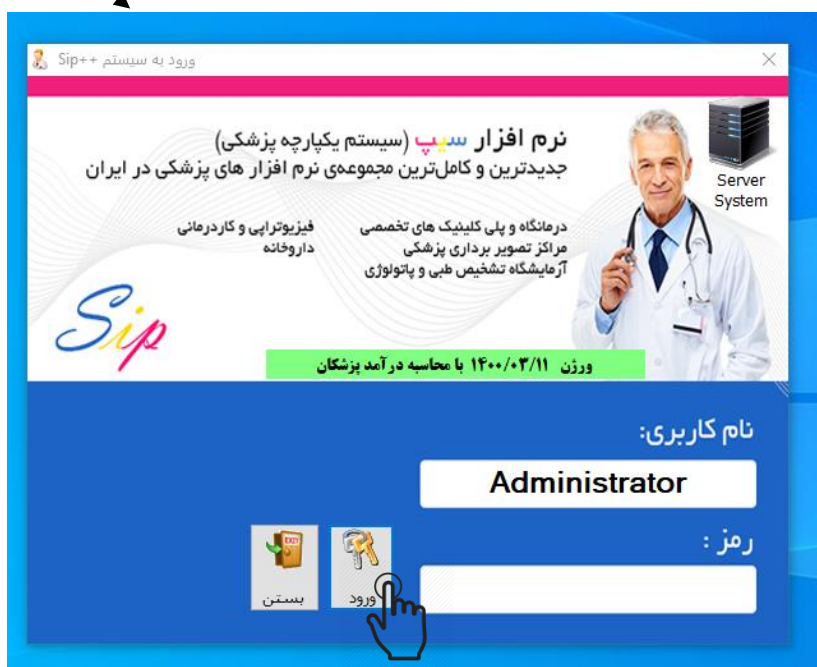 ورود به سیستم Sip++
نرم افزار سیپ (سیستم یکپارچه پزشکی)
جدیدترین و کامل‌ترین مجموعه‌ی نرم افزار های پزشکی در ایران
Server
System
درمانگاه و پلی کلینیک های تخصصی
مراکز تصویر برداری پزشکی
آزمایشگاه تشخیص طبی و پاتولوژی
فیزیوتراپی و کاردرمانی
داروخانه
Sip
ورژن ۱۴۰۰/۰۳/۱۱ با محاسبه درآمد پزشکان
نام کاربری:
Administrator
رمز :
ورود
EXIT
بستن